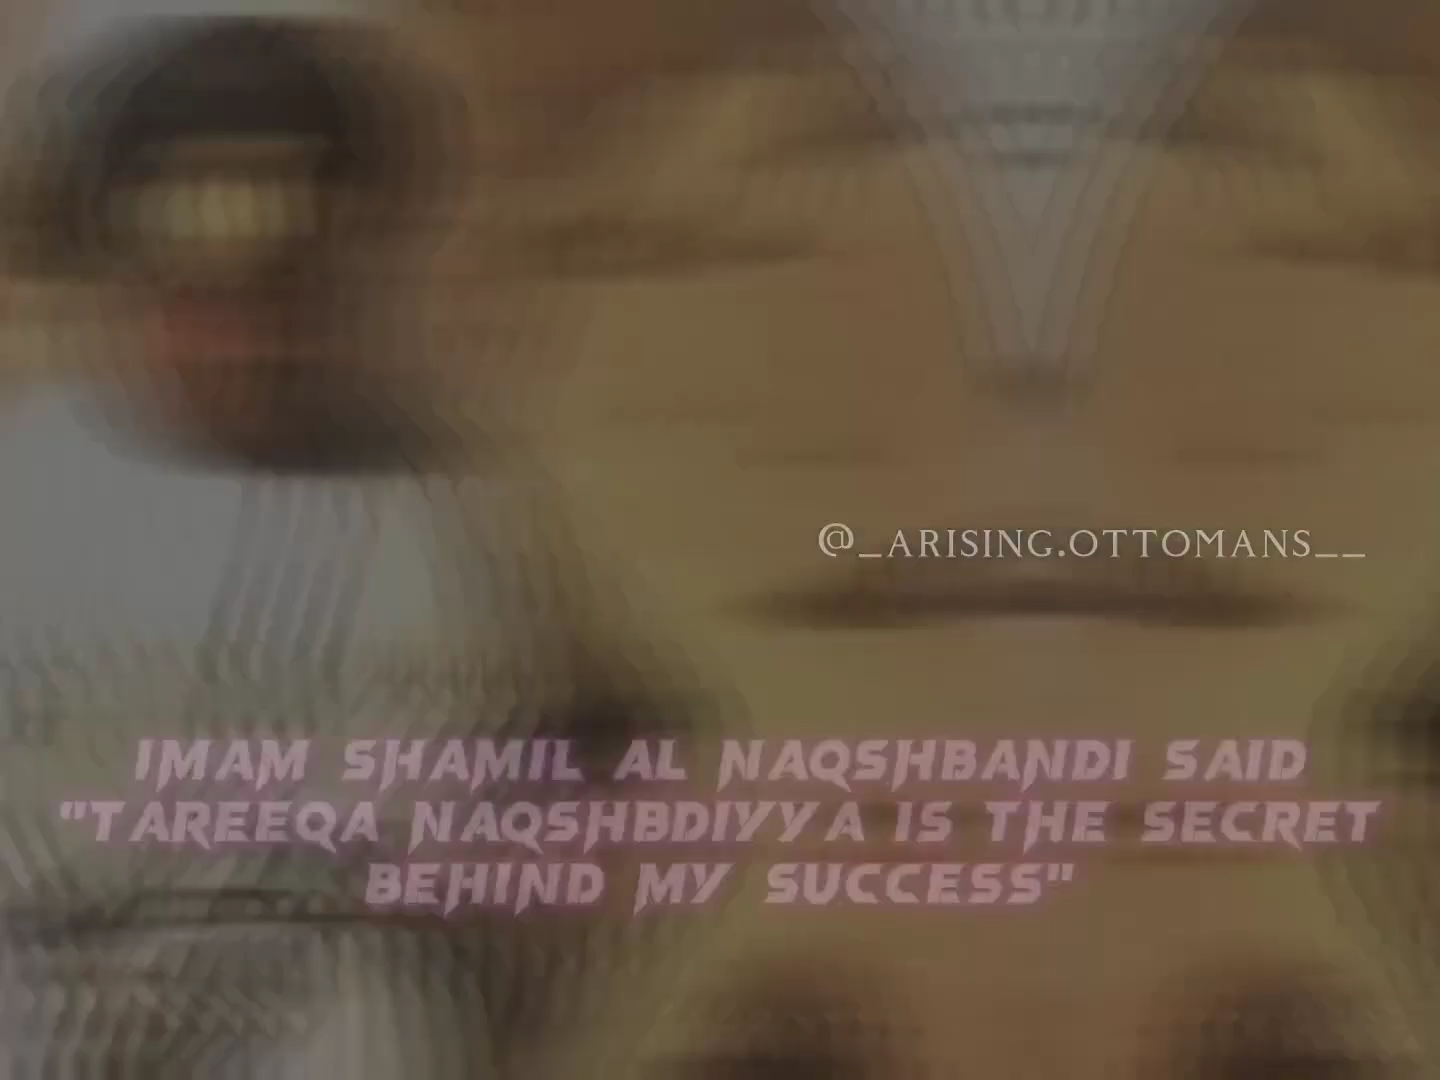 @_ARISING.OTTOMANS__
IMAM SHAMIL AL NAQSHBANDI SAID
"TAREEQA NAQSHBDIYYA IS THE SECRET
BEHIND MY SUCCESS"